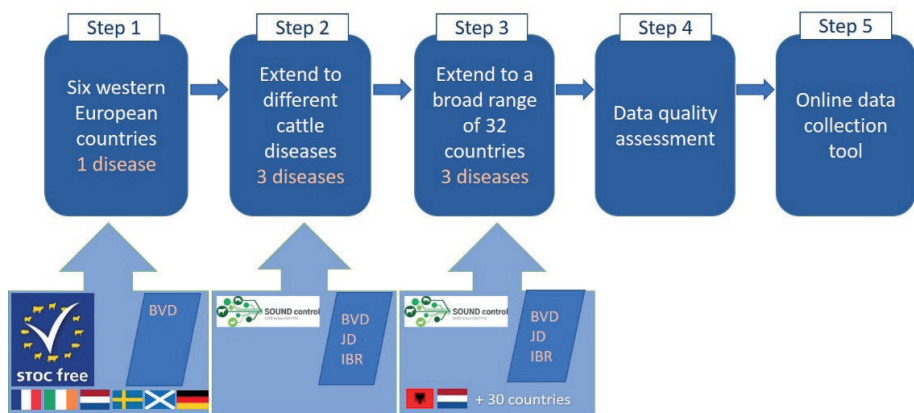 Step 1
Six western
European
countries
1 disease
Step 2
Extend to
different
cattle
diseases
3 diseases
Step 3
Extend to a
broad range
of 32
countries
3 diseases
Step 4
Data quality
assessment
Step 5
Online data
collection
tool
STOC free
BVD
SOUND control
BVD
JD
IBR
SOUND control
BVD
JD
IBR
+ 30 countries